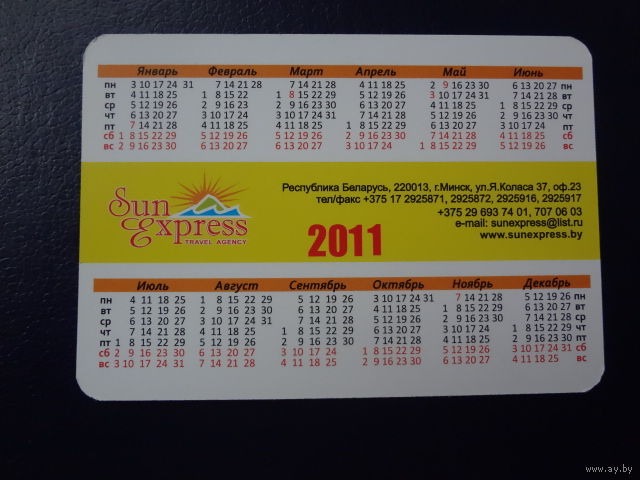 Январь Февраль Март Апрель Май Июнь
пн 3 10 17 24 31 7 14 21 28 7 14 21 28 4 11 18 25 2 9 16 23 30 6 13 20 27 пн
вт 4 11 18 25 1 8 15 22 1 8 15 22 29 5 12 19 26 3 10 17 24 31 7 14 21 28 вт
ср 5 12 19 26 2 9 16 23 2 9 16 23 30 6 13 20 27 4 11 18 25 1 8 15 22 29 ср
чт 6 13 20 27 3 10 17 24 3 10 17 24 31 7 14 21 28 5 12 19 26 2 9 16 23 30 чт
пт 7 14 21 28 4 11 18 25 4 11 18 25 1 8 15 22 29 6 13 20 27 3 10 17 24 пт
сб 1 8 15 22 29 5 12 19 26 5 12 19 26 2 9 16 23 30 7 14 21 28 4 11 18 25 сб
вс 2 9 16 23 30 6 13 20 27 6 13 20 27 3 10 17 24 1 8 15 22 29 5 12 19 26 вс
Sun Express
TRAVEL AGENCY
2011
Республика Беларусь, 220013, г.Минск, ул.Я.Коласа 37, оф.23
тел/факс +375 17 2925871, 2925872, 2925916, 2925917
+375 29 693 74 01, 707 06 03
e-mail: sunexpress@list.ru
www.sunexpress.by
Июль Август Сентябрь Октябрь Ноябрь Декабрь
пн 4 11 18 25 1 8 15 22 29 5 12 19 26 3 10 17 24 31 7 14 21 28 5 12 19 26 пн
вт 5 12 19 26 2 9 16 23 30 6 13 20 27 4 11 18 25 1 8 15 22 29 6 13 20 27 вт
ср 6 13 20 27 3 10 17 24 31 7 14 21 28 5 12 19 26 2 9 16 23 30 7 14 21 28 ср
чт 7 14 21 28 4 11 18 25 1 8 15 22 29 6 13 20 27 3 10 17 24 1 8 15 22 29 чт
пт 1 8 15 22 29 5 12 19 26 2 9 16 23 30 7 14 21 28 4 11 18 25 2 9 16 23 30 пт
сб 2 9 16 23 30 6 13 20 27 3 10 17 24 1 8 15 22 29 5 12 19 26 3 10 17 24 31 сб
вс 3 10 17 24 31 7 14 21 28 4 11 18 25 2 9 16 23 30 6 13 20 27 4 11 18 25 вс
www.ay.by